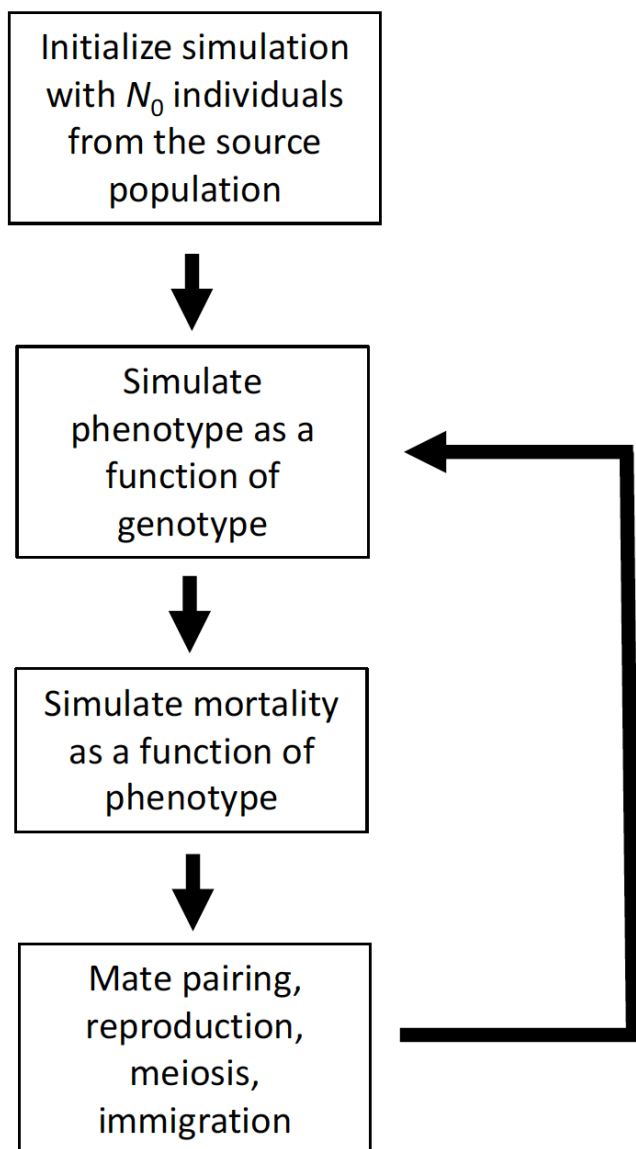 Initialize simulation
with N₀ individuals
from the source
population
Simulate
phenotype as a
function of
genotype
Simulate mortality
as a function of
phenotype
Mate pairing,
reproduction,
meiosis,
immigration